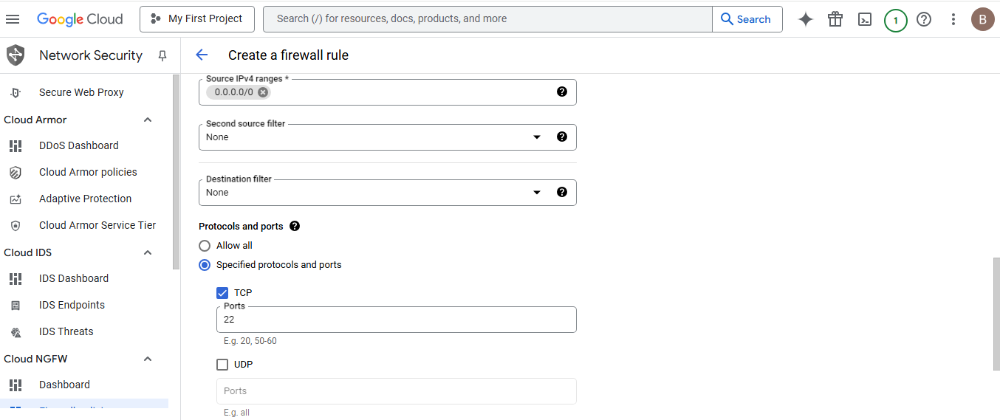 Google Cloud
My First Project
Search (/) for resources, docs, products, and more
Search
1
B
Network Security
Create a firewall rule
Secure Web Proxy
Cloud Armor
DDoS Dashboard
Cloud Armor policies
Adaptive Protection
Cloud Armor Service Tier
Cloud IDS
IDS Dashboard
IDS Endpoints
IDS Threats
Cloud NGFW
Dashboard
Source IPv4 ranges *
0.0.0.0/0
Second source filter
None
Destination filter
None
Protocols and ports
Allow all
Specified protocols and ports
TCP
Ports
22
E.g. 20, 50-60
UDP
Ports
E.g. all